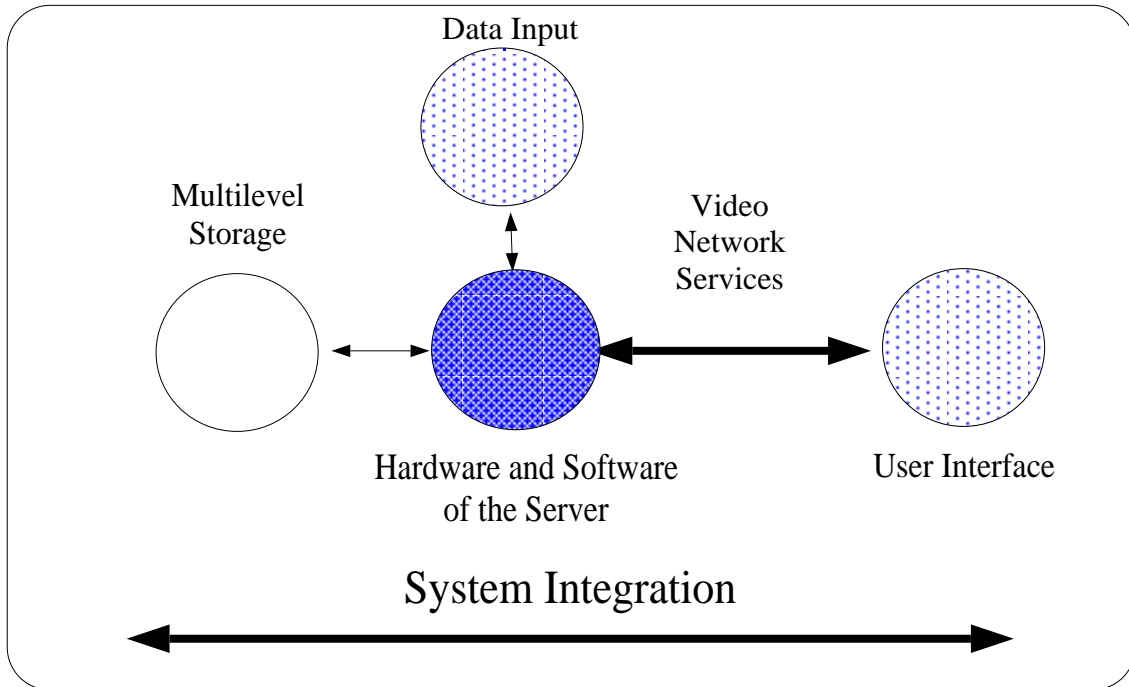 Data Input
Multilevel
Storage
Video
Network
Services
Hardware and Software
of the Server
User Interface
System Integration